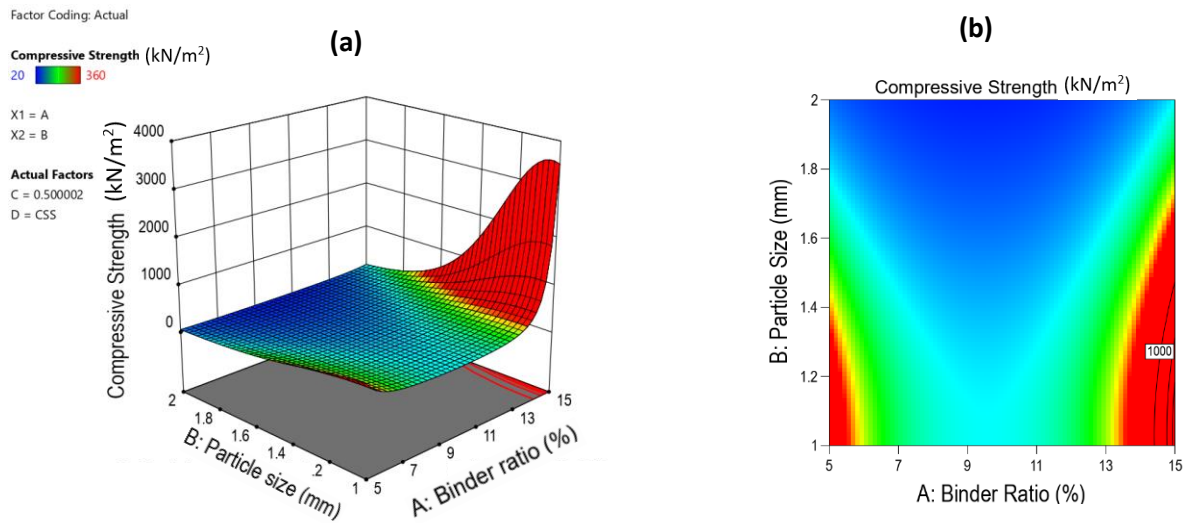 Factor Coding: Actual
Compressive Strength (kN/m²)
20 360
X1 = A
X2 = B
Actual Factors
C = 0.500002
D = CSS
(a)
Compressive Strength (kN/m²)
4000
3000
2000
1000
0
2
1.8
1.6
1.4
.2
1
B: Particle size (mm)
5
7
9
11
13
15
A: Binder ratio (%)
(b)
Compressive Strength (kN/m²)
B: Particle Size (mm)
2
1.8
1.6
1.4
1.2
1
1000
5 7 9 11 13 15
A: Binder Ratio (%)